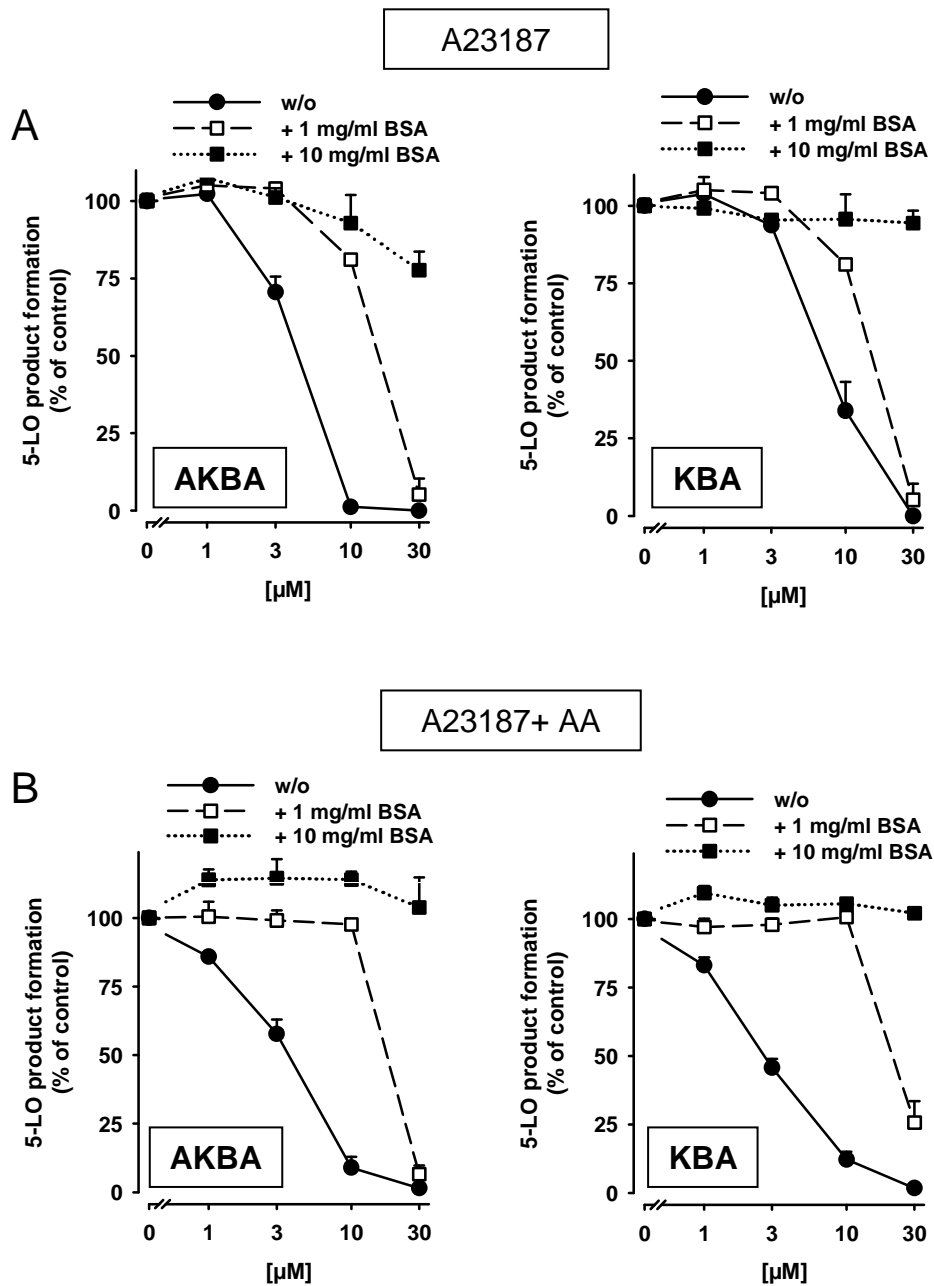 A23187
A
w/o
+ 1 mg/ml BSA
+ 10 mg/ml BSA
5-LO product formation
(% of control)
100
75
50
25
0
AKBA
0 1 3 10 30
[µM]
w/o
+ 1 mg/ml BSA
+ 10 mg/ml BSA
5-LO product formation
(% of control)
100
75
50
25
0
KBA
0 1 3 10 30
[µM]
A23187+ AA
B
w/o
+ 1 mg/ml BSA
+ 10 mg/ml BSA
5-LO product formation
(% of control)
100
75
50
25
0
AKBA
0 1 3 10 30
[µM]
w/o
+ 1 mg/ml BSA
+ 10 mg/ml BSA
5-LO product formation
(% of control)
100
75
50
25
0
KBA
0 1 3 10 30
[µM]